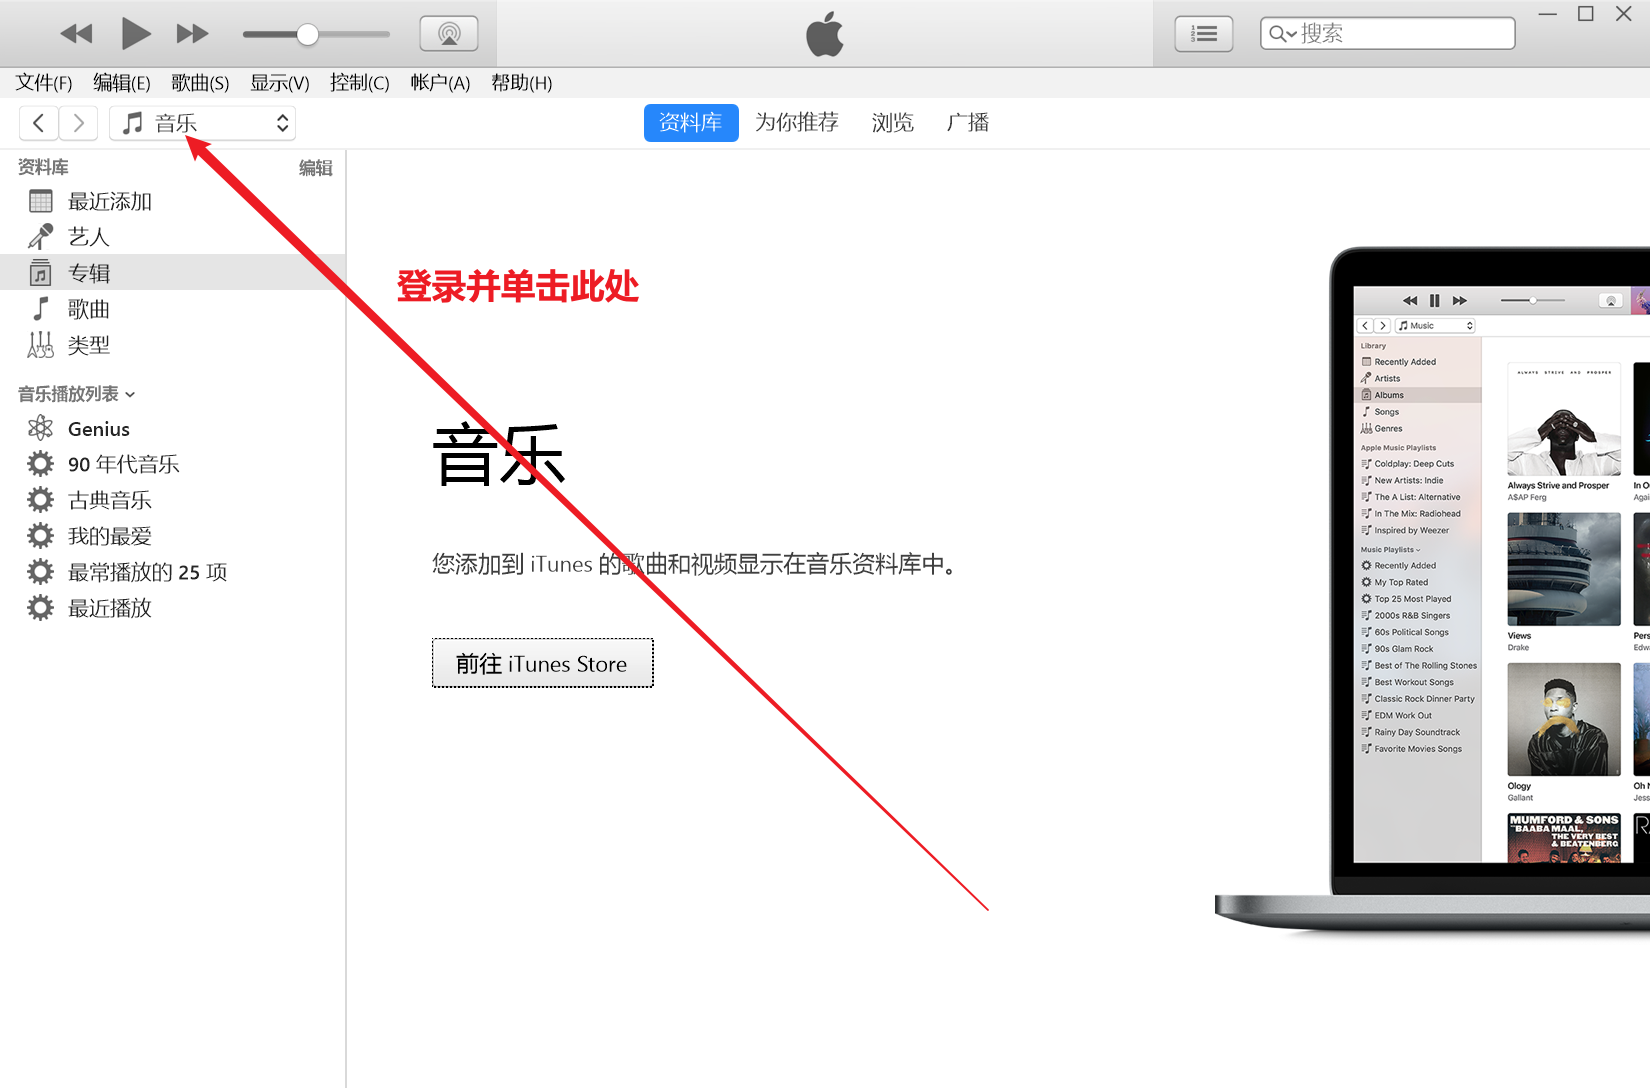 搜索
文件(F) 编辑(E) 歌曲(S) 显示(V) 控制(C) 帐户(A) 帮助(H)
音乐
资料库 为你推荐 浏览 广播
资料库 编辑
最近添加
艺人
专辑
歌曲
类型
音乐播放列表
Genius
90 年代音乐
古典音乐
我的最爱
最常播放的 25 项
最近播放
登录并单击此处
音乐
您添加到 iTunes 的歌曲和视频显示在音乐资料库中。
前往 iTunes Store
Music
Library
Recently Added
Artists
Albums
Songs
Genres
Apple Music Playlists
Coldplay: Deep Cuts
New Artists: Indie
The A List: Alternative
In The Mix: Radiohead
Inspired by Weezer
Music Playlists
Recently Added
My Top Rated
Top 25 Most Played
2000s R&B Singers
60s Political Songs
90s Glam Rock
Best of The Rolling Stones
Best Workout Songs
Classic Rock Dinner Party
EDM Work Out
Rainy Day Soundtrack
Favorite Movies Songs
ALWAYS STRIVE AND PROSPER
Always Strive and Prosper
A$AP Ferg
In O
Agai
Views
Drake
Pers
Edwa
Ology
Gallant
Oh N
Jess
MUMFORD & SONS
BAABA MAAL,
THE VERY BEST
& BEATENBERG